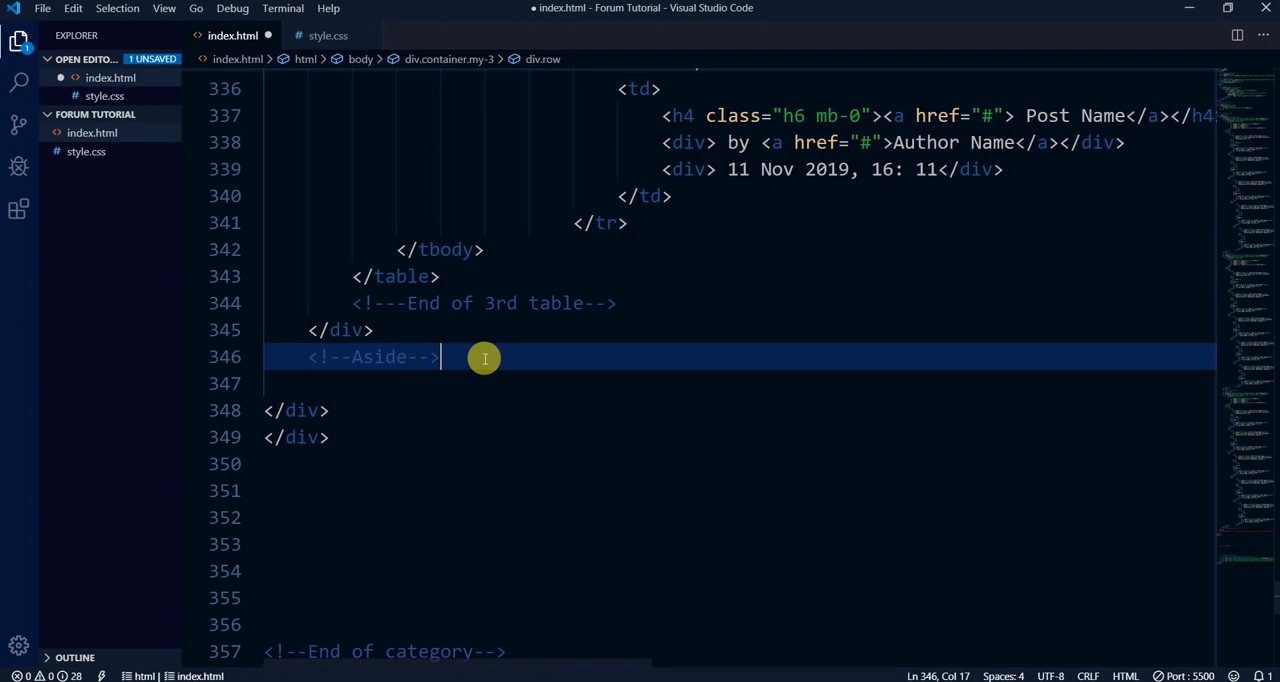 File Edit Selection View Go Debug Terminal Help
● index.html - Forum Tutorial - Visual Studio Code
EXPLORER
<> index.html ●
# style.css
OPEN EDITO... 1 UNSAVED
<> index.html > html > body > div.container.my-3 > div.row
● <> index.html
# style.css
FORUM TUTORIAL
<> index.html
# style.css
336 <td>
337 <h4 class="h6 mb-0"><a href="#"> Post Name</a></h4
338 <div> by <a href="#">Author Name</a></div>
339 <div> 11 Nov 2019, 16: 11</div>
340 </td>
341 </tr>
342 </tbody>
343 </table>
344 <!---End of 3rd table-->
345 </div>
346 <!--Aside-->
347
348 </div>
349 </div>
350
351
352
353
354
355
356
357 <!--End of category-->
OUTLINE
0 0 28 html | index.html
Ln 346, Col 17 Spaces: 4 UTF-8 CRLF HTML Port : 5500 1